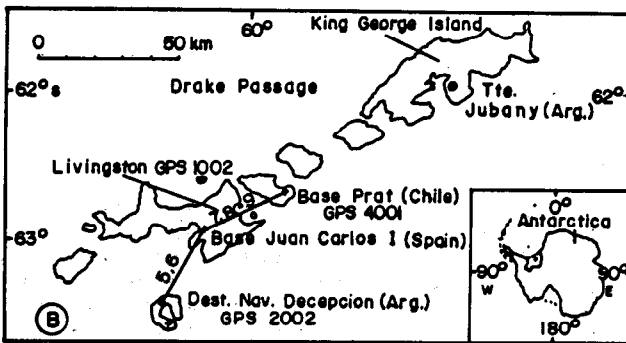 0
50 km
60°
King George Island
62° s
Drake Passage
Tte.
Jubany (Arg.)
62°
Livingston GPS 1002
Base Prat (Chile)
GPS 4001
63°
Base Juan Carlos I (Spain)
5.6
Dest. Nav. Decepcion (Arg.)
GPS 2002
B
0°
Antarctica
90°
W
90°
E
180°